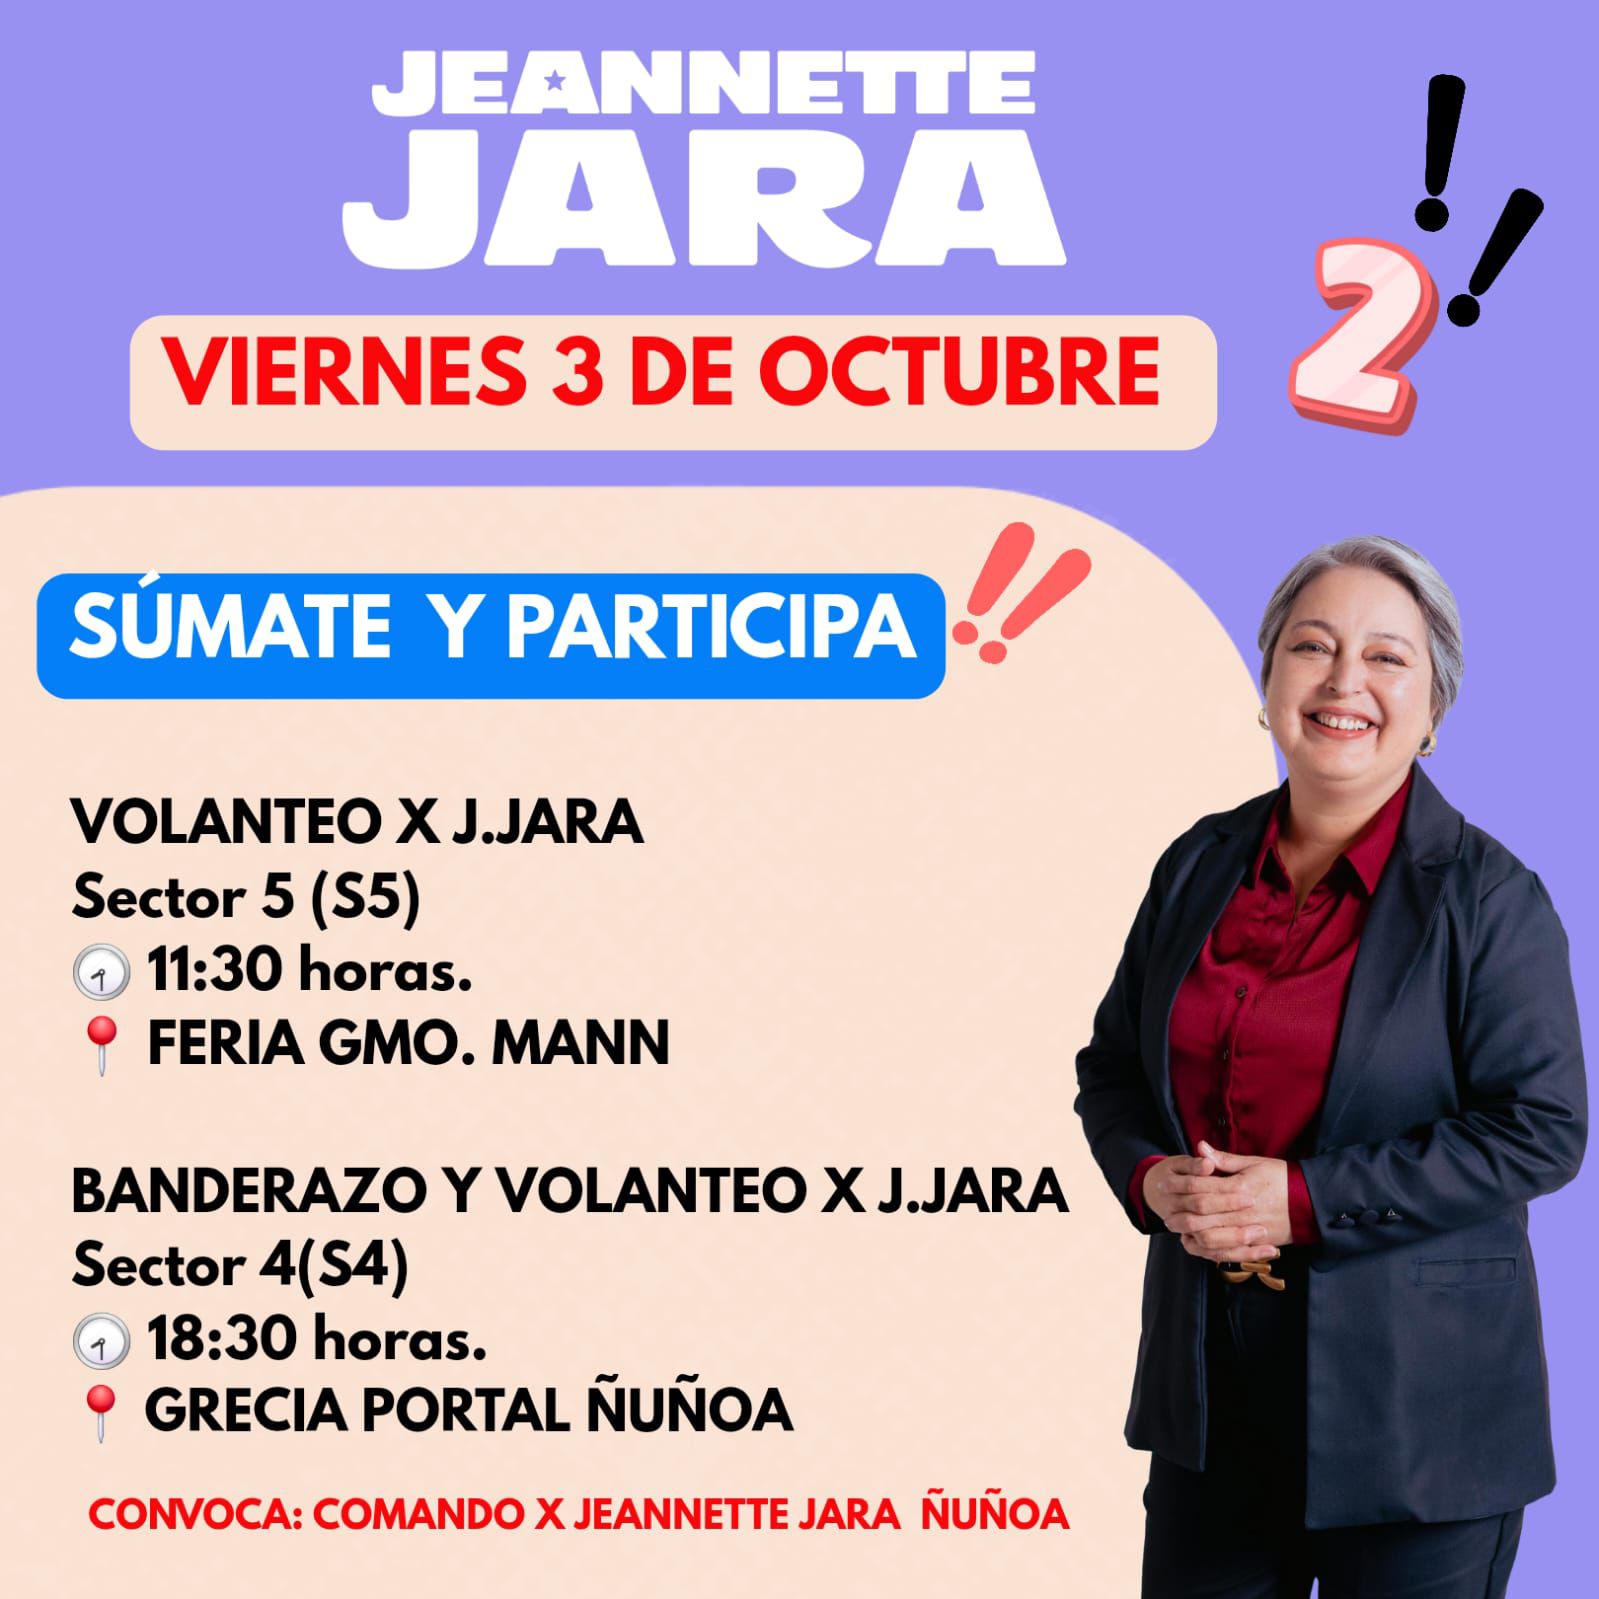 JEANNETTE
JARA
2!!
VIERNES 3 DE OCTUBRE
SÚMATE Y PARTICIPA!!
VOLANTEO X J.JARA
Sector 5 (S5)
11:30 horas.
FERIA GMO. MANN
BANDERAZO Y VOLANTEO X J.JARA
Sector 4(S4)
18:30 horas.
GRECIA PORTAL ÑUÑOA
CONVOCA: COMANDO X JEANNETTE JARA ÑUÑOA